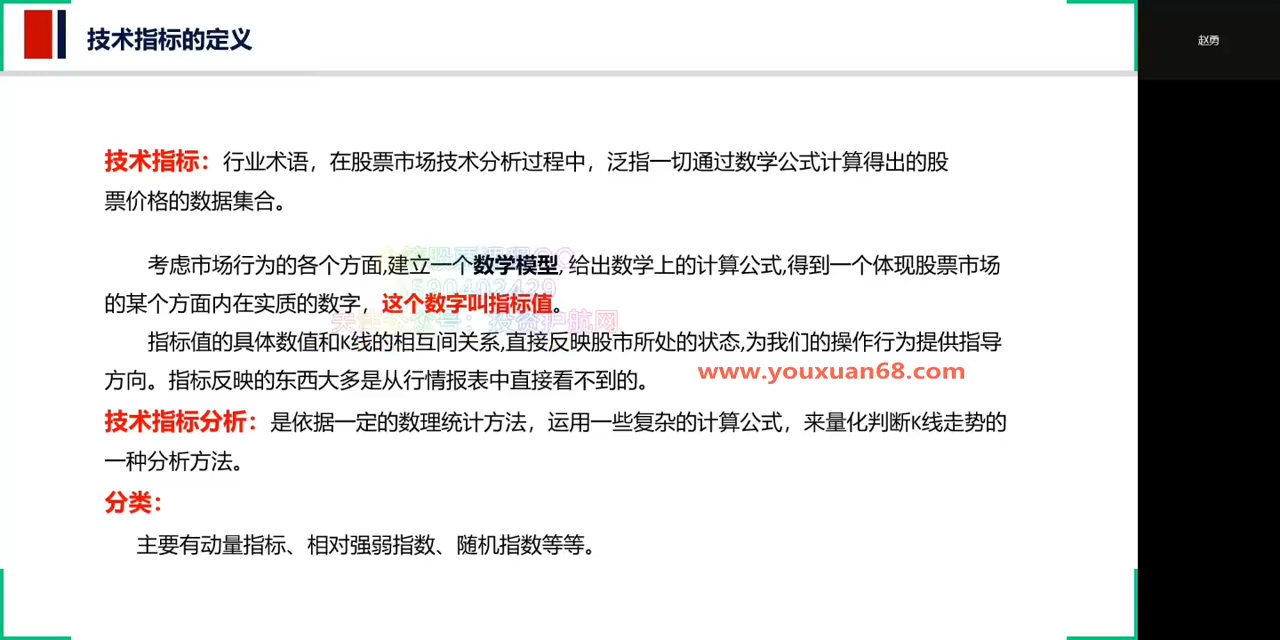 技术指标的定义
赵勇
技术指标：行业术语，在股票市场技术分析过程中，泛指一切通过数学公式计算得出的股
票价格的数据集合。
考虑市场行为的各个方面,建立一个数学模型, 给出数学上的计算公式,得到一个体现股票市场
的某个方面内在实质的数字，这个数字叫指标值。
指标值的具体数值和K线的相互间关系,直接反映股市所处的状态,为我们的操作行为提供指导
方向。指标反映的东西大多是从行情报表中直接看不到的。
www.youxuan68.com
技术指标分析：是依据一定的数理统计方法，运用一些复杂的计算公式，来量化判断K线走势的
一种分析方法。
分类：
主要有动量指标、相对强弱指数、随机指数等等。